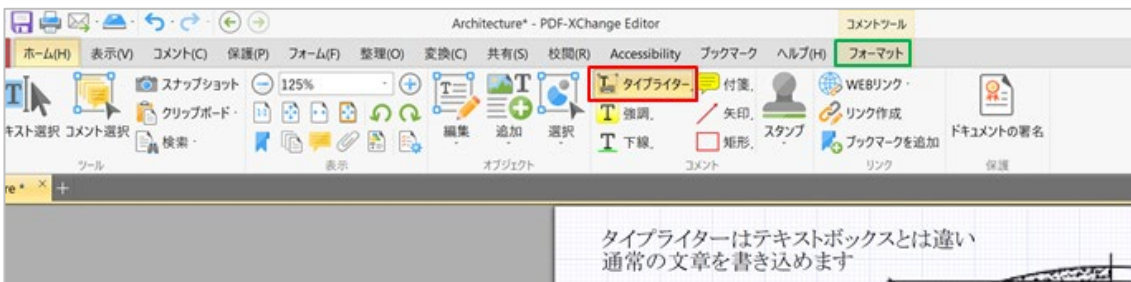 Architecture* - PDF-XChange Editor
コメントツール
ホーム(H) 表示(V) コメント(C) 保護(P) フォーム(F) 整理(O) 変換(C) 共有(S) 校閲(R) Accessibility ブックマーク ヘルプ(H) フォーマット
スナップショット 125% タイプライター. 付箋. WEBリンク
クリップボード 強調. 矢印. リンク作成
キスト選択 コメント選択 検索 編集 追加 選択 下線. 矩形. スタンプ ブックマークを追加 ドキュメントの署名
ツール 表示 オブジェクト コメント リンク 保護
re *
タイプライターはテキストボックスとは違い
通常の文章を書き込めます